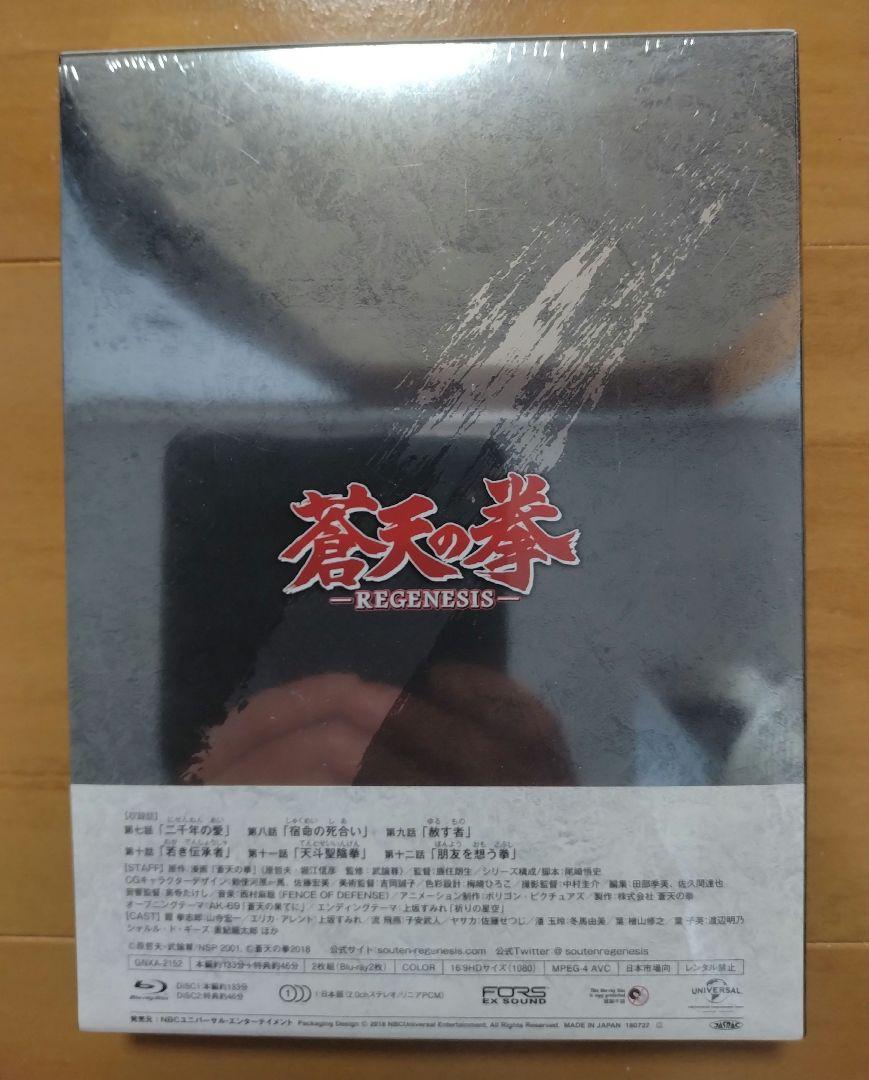 蒼天の拳
REGENESIS
[収録話]
第七話「二千年の愛」 第八話「宿命の死合い」 第九話「赦す者」
第十話「若き伝承者」 第十一話「天斗聖陰拳」 第十二話「朋友を想う拳」
[STAFF] 原作:漫画「蒼天の拳」(原哲夫・堀江信彦 監修:武論尊)/ 監督:/シリーズ構成/脚本:尾崎悟史
CGキャラクターデザイン:、佐藤宏美/美術監督:吉岡誠子/色彩設計:梅崎ひろこ/撮影監督:中村圭介/編集:田部季美、佐久間達也
音響監督:なやたけし/音楽:西村麻聡(FENCE OF DEFENSE)/アニメーション制作:ポリゴン・ピクチュアズ/製作:株式会社 蒼天の拳
オープニングテーマ:AK-69「蒼天の果てに」/エンディングテーマ:上坂すみれ「祈りの星空」
[CAST] 霞 拳志郎:山寺宏一/エリカ・アレント:上坂すみれ/流 飛燕:子安武人/ヤサカ:佐藤せつじ/潘 玉玲:冬馬由美/葉:檜山修之/葉 子英:渡辺明乃
シャルル・ド・ギーズ:重鬆龍太郎 ほか
©原哲夫・武論尊/NSP 2001, ©蒼天の拳2018 公式サイト:souten-regenesis.com 公式Twitter @soutenregenesis
GNXA-2152 本編約133分+特典約46分 2枚組(Blu-ray2枚) COLOR 16:9HDサイズ(1080) MPEG-4 AVC 日本市場向 レンタル禁止
Blu-ray Disc DISC1:本編約133分 1:日本語(2.0chステレオ/リニアPCM) FORS EX SOUND UNIVERSAL
DISC2:特典約46分
発売元:NBCユニバーサル・エンターテイメント Packaging Design © 2018 NBCUniversal Entertainment. All Rights Reserved. MADE IN JAPAN 180727 JASRAC